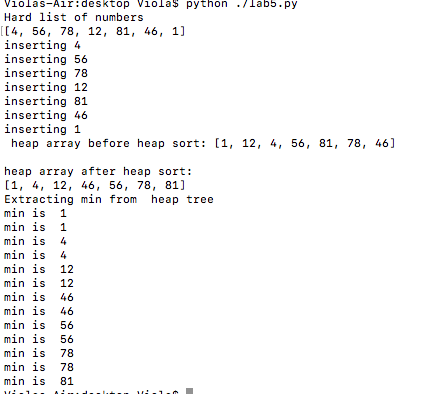 Violas-Air:desktop Viola$ python ./lab5.py
Hard list of numbers
[[4, 56, 78, 12, 81, 46, 1]
inserting 4
inserting 56
inserting 78
inserting 12
inserting 81
inserting 46
inserting 1
heap array before heap sort: [1, 12, 4, 56, 81, 78, 46]
heap array after heap sort:
[1, 4, 12, 46, 56, 78, 81]
Extracting min from  heap tree
min is  1
min is  1
min is  4
min is  4
min is  12
min is  12
min is  46
min is  46
min is  56
min is  56
min is  78
min is  78
min is  81
Violas-Air:desktop Viola$